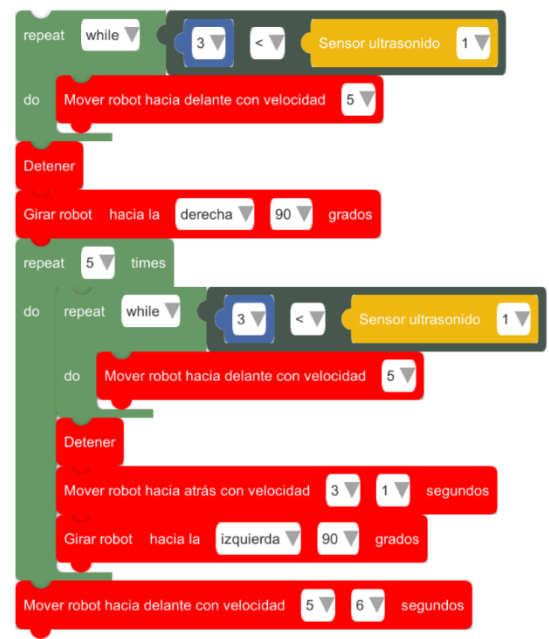 repeat while 3 < Sensor ultrasonido 1
do Mover robot hacia delante con velocidad 5
Detener
Girar robot hacia la derecha 90 grados
repeat 5 times
do repeat while 3 < Sensor ultrasonido 1
do Mover robot hacia delante con velocidad 5
Detener
Mover robot hacia atrás con velocidad 3 1 segundos
Girar robot hacia la izquierda 90 grados
Mover robot hacia delante con velocidad 5 6 segundos